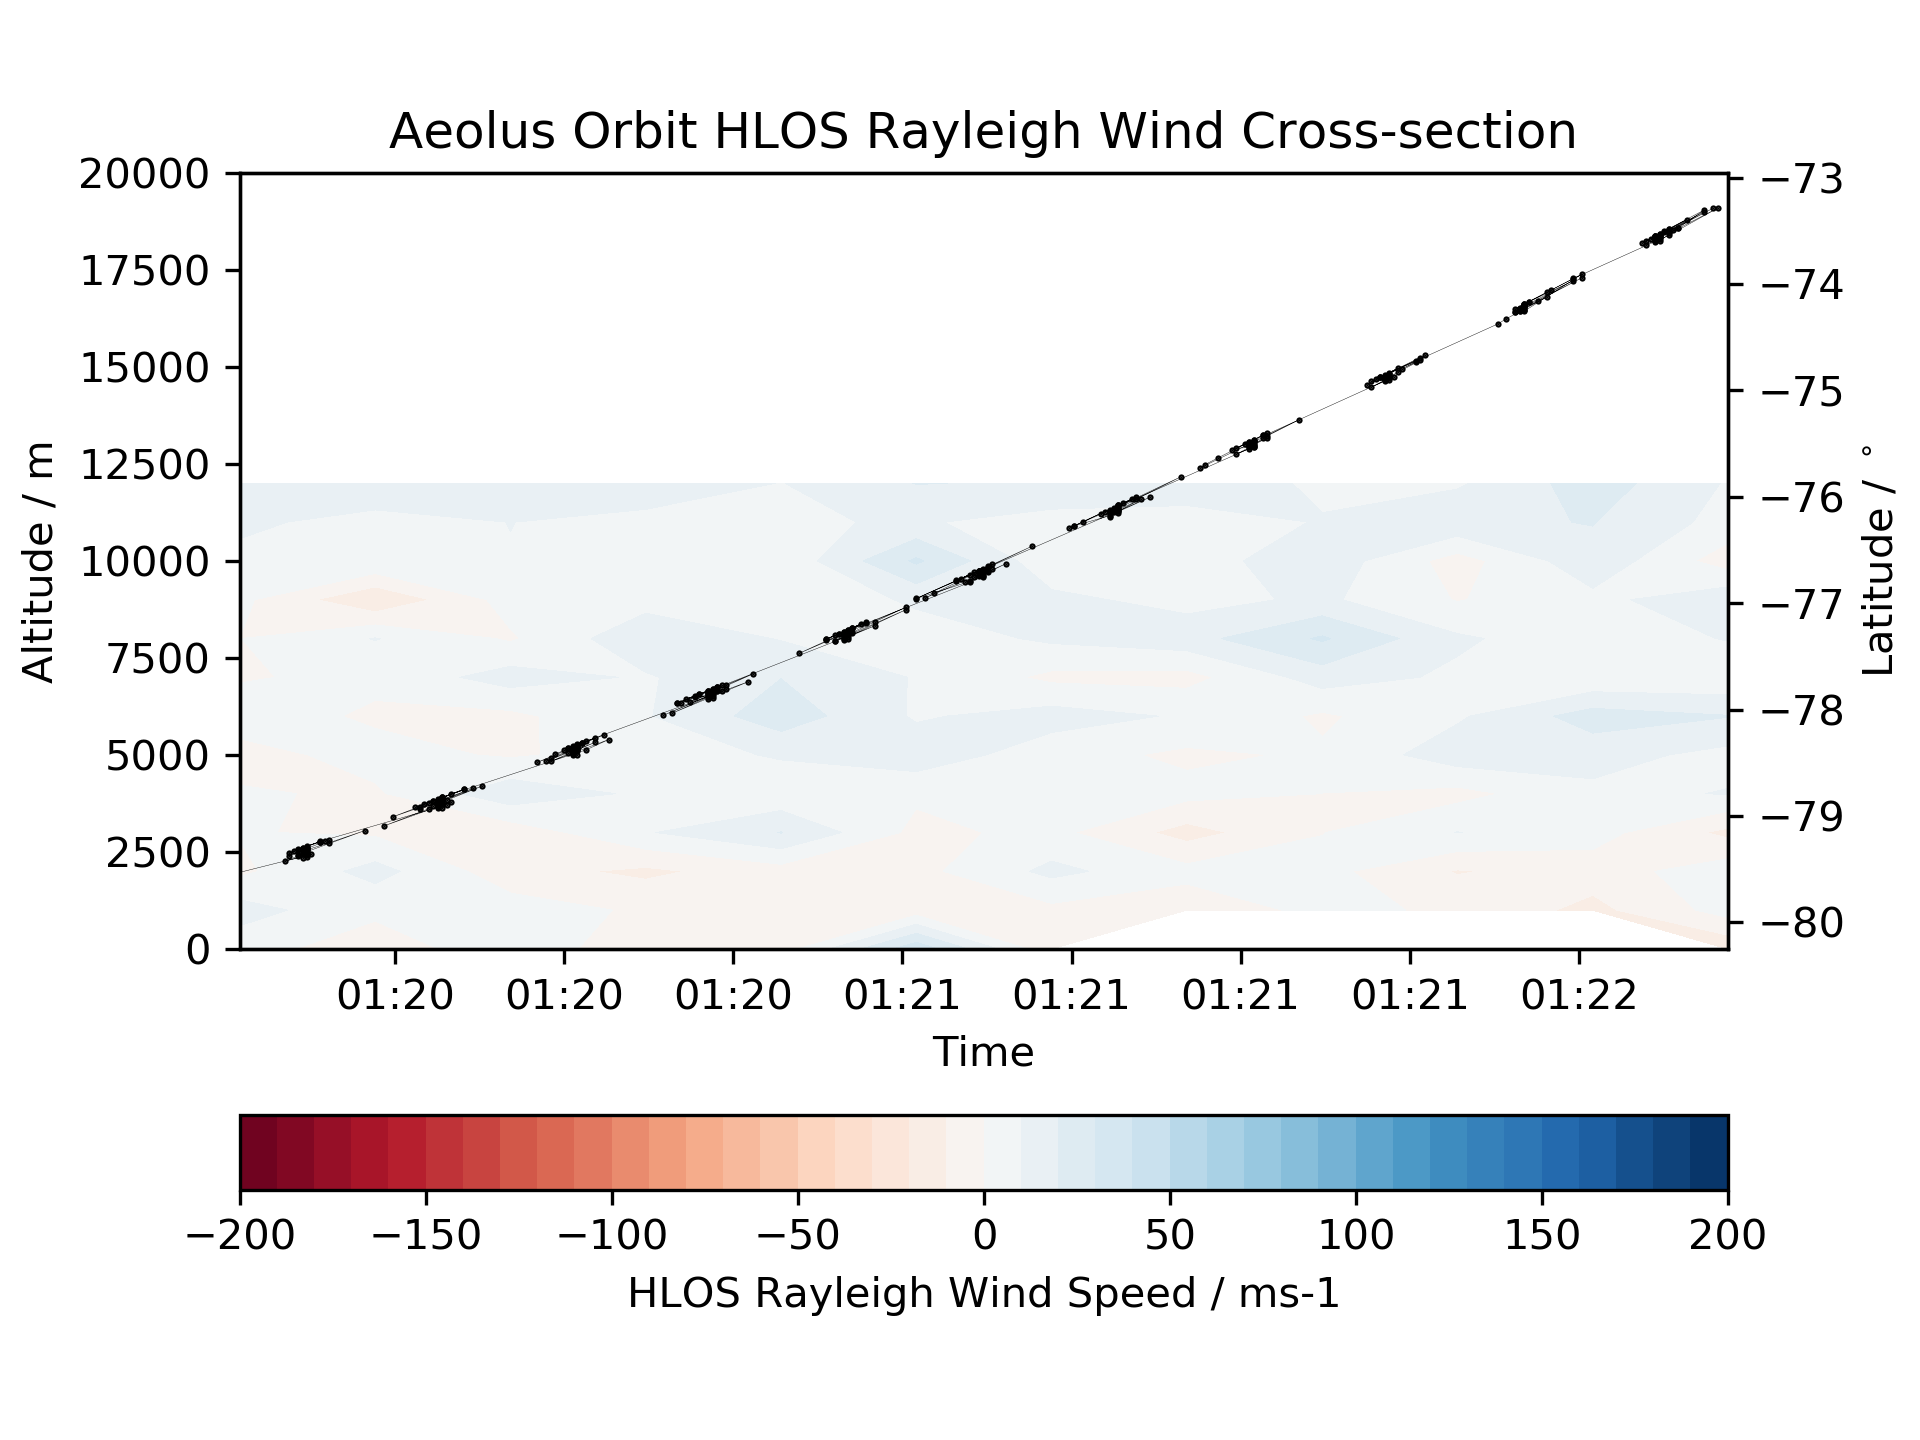 Aeolus Orbit HLOS Rayleigh Wind Cross-section
20000
17500
15000
12500
10000
7500
5000
2500
0
Altitude / m
−73
−74
−75
−76
−77
−78
−79
−80
Latitude / °
01:20 01:20 01:20 01:21 01:21 01:21 01:21 01:22
Time
−200 −150 −100 −50 0 50 100 150 200
HLOS Rayleigh Wind Speed / ms-1